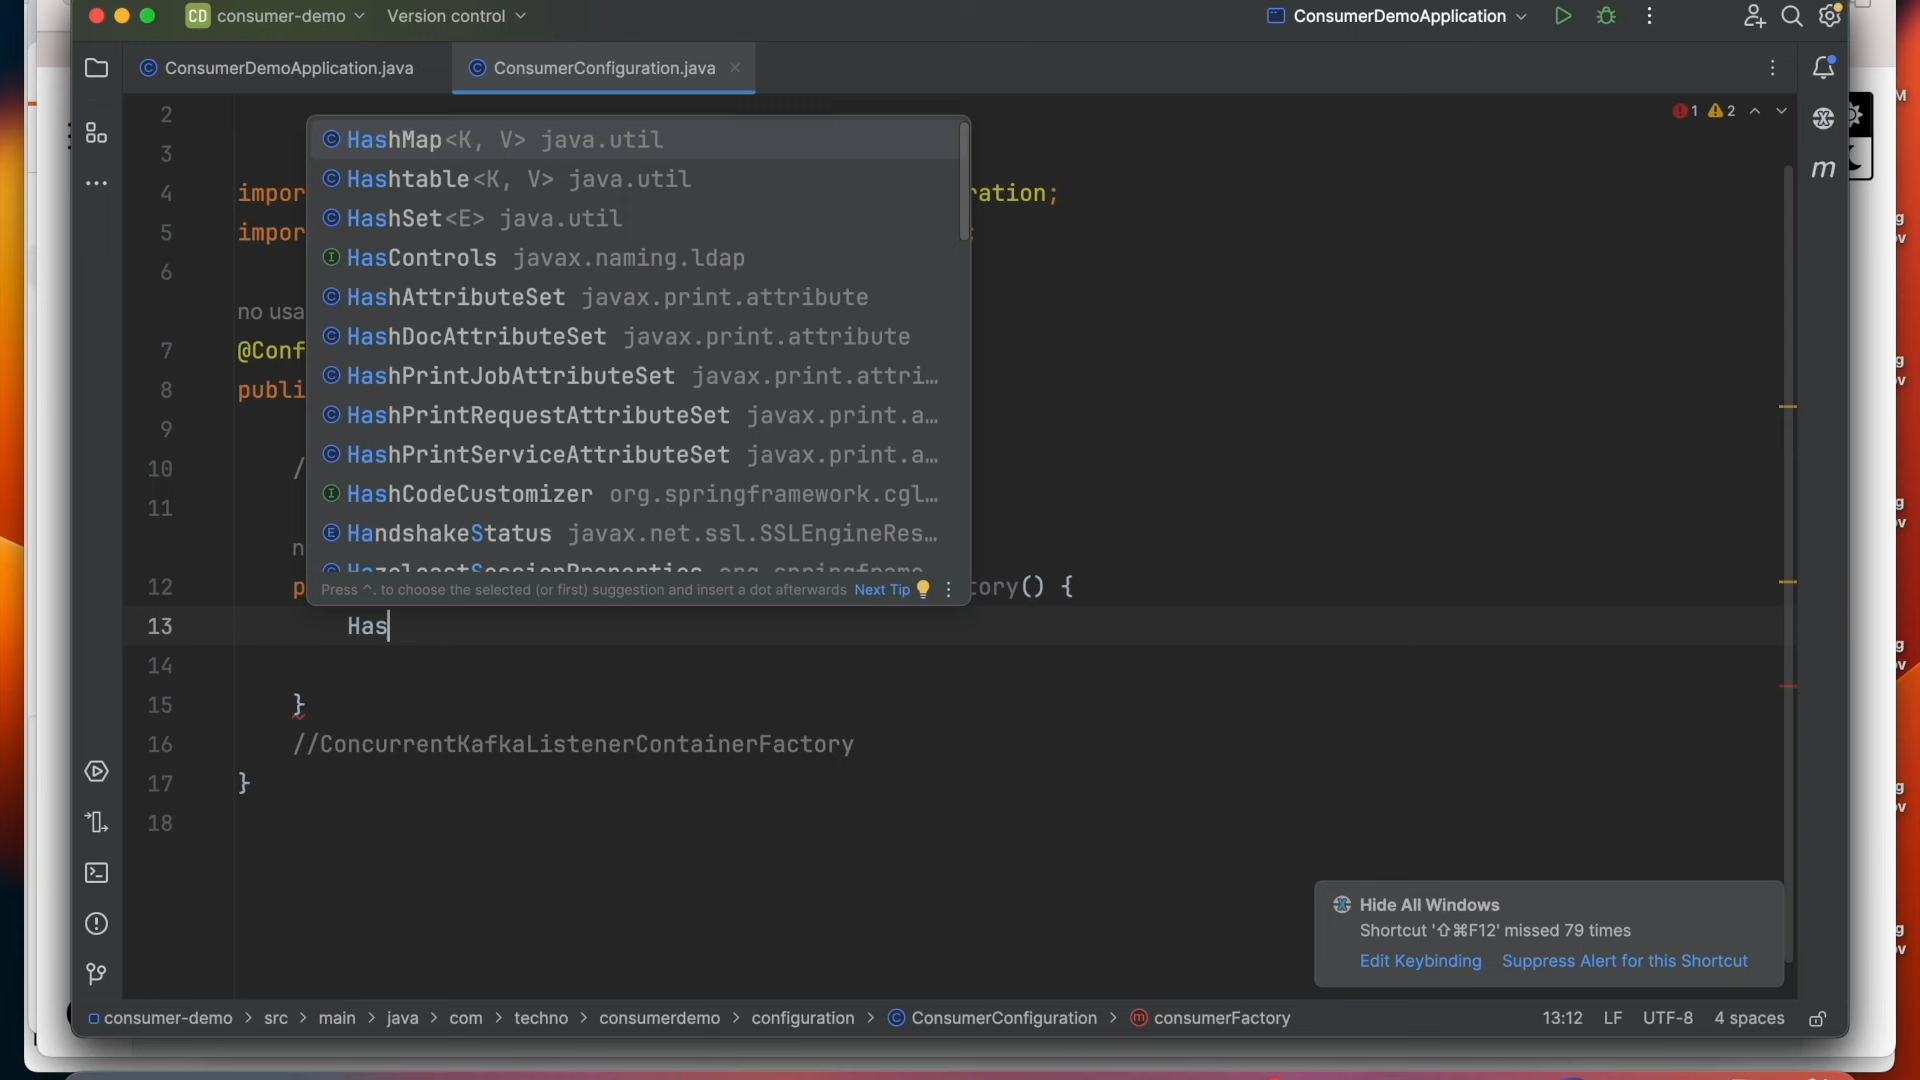 CD consumer-demo Version control ConsumerDemoApplication
ConsumerDemoApplication.java ConsumerConfiguration.java
1 2
2
3
4 impor ration;
5 impor ;
6
no usa
7 @Conf
8 publi
9
10 /
11
n
12 p tory() {
13 Has
14
15 }
16 //ConcurrentKafkaListenerContainerFactory
17 }
18
HashMap<K, V> java.util
Hashtable<K, V> java.util
HashSet<E> java.util
HasControls javax.naming.ldap
HashAttributeSet javax.print.attribute
HashDocAttributeSet javax.print.attribute
HashPrintJobAttributeSet javax.print.attri…
HashPrintRequestAttributeSet javax.print.a…
HashPrintServiceAttributeSet javax.print.a…
HashCodeCustomizer org.springframework.cgl…
HandshakeStatus javax.net.ssl.SSLEngineRes…
Press ^. to choose the selected (or first) suggestion and insert a dot afterwards Next Tip
Hide All Windows
Shortcut '⇧⌘F12' missed 79 times
Edit Keybinding Suppress Alert for this Shortcut
consumer-demo > src > main > java > com > techno > consumerdemo > configuration > ConsumerConfiguration > consumerFactory 13:12 LF UTF-8 4 spaces